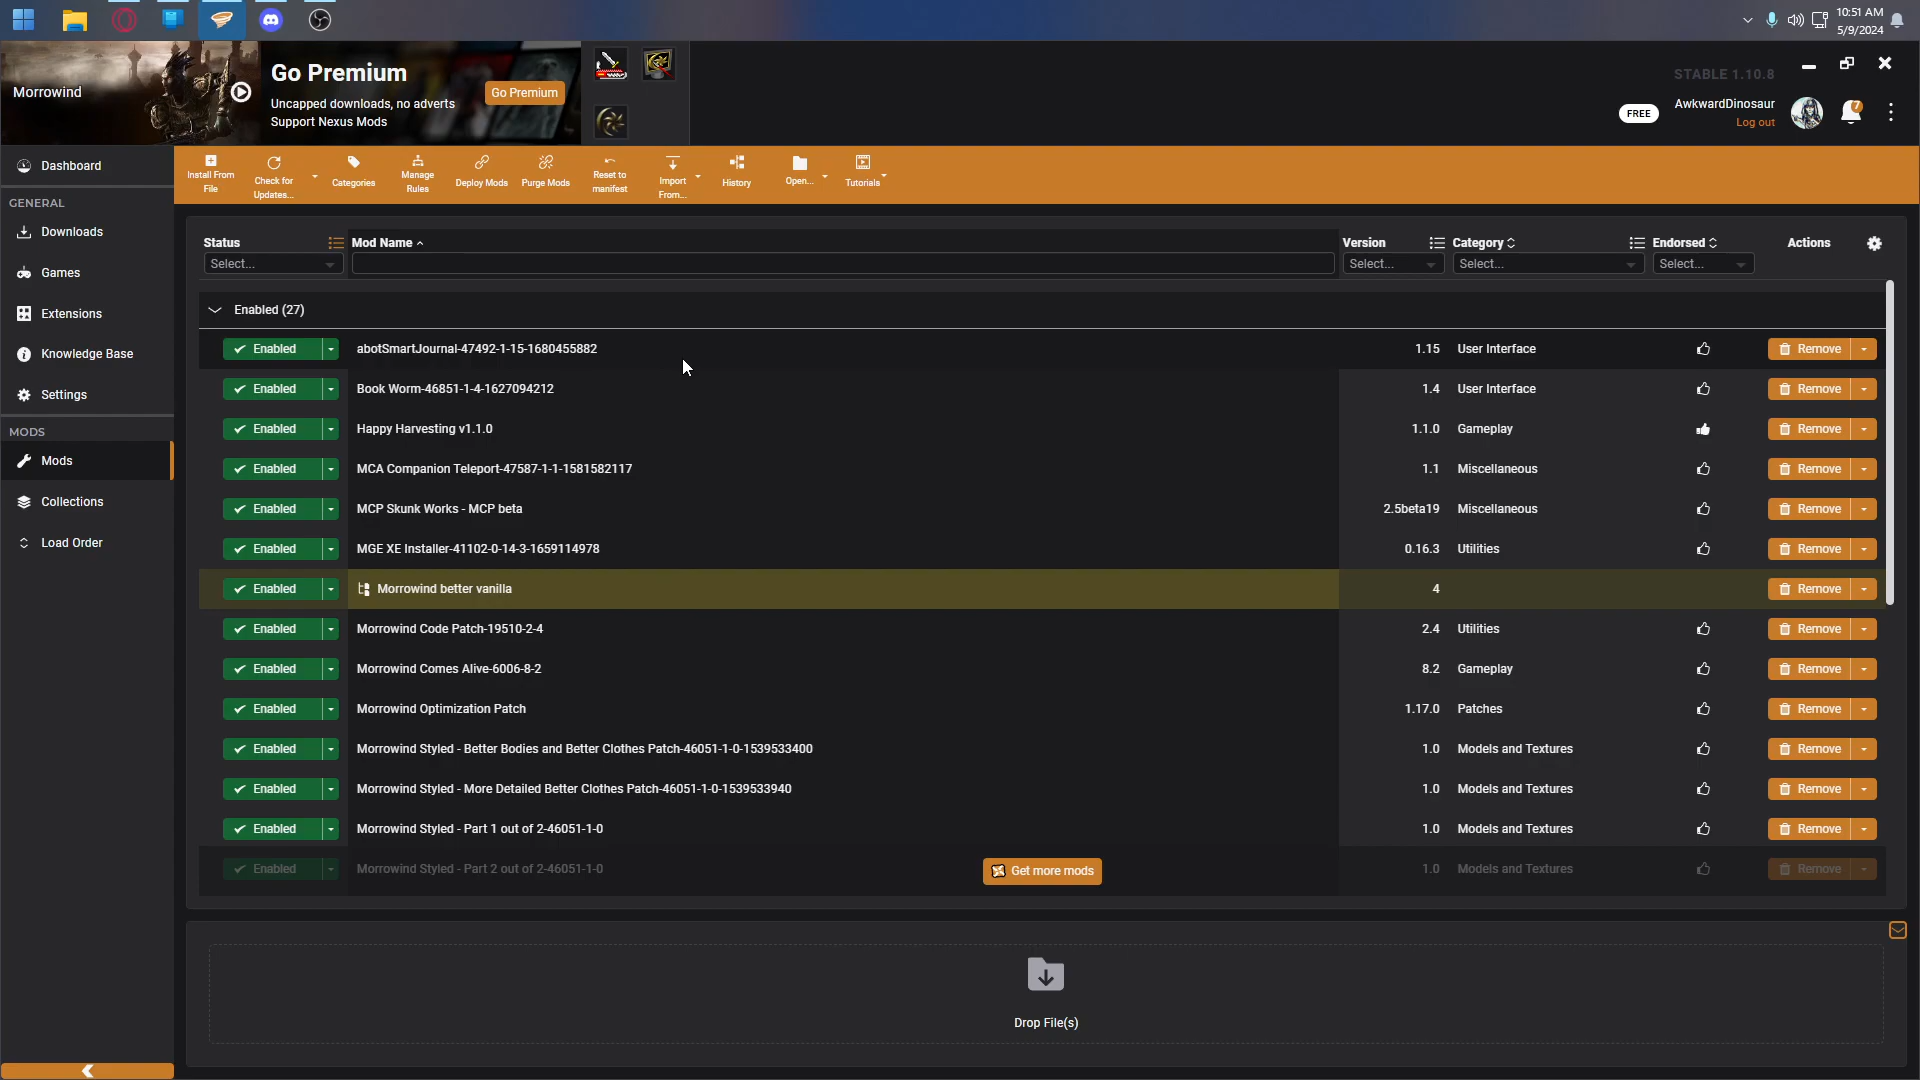 10:51 AM
5/9/2024
Morrowind
Go Premium
Uncapped downloads, no adverts
Support Nexus Mods
Go Premium
STABLE 1.10.8
FREE
AwkwardDinosaur
Log out
7
Dashboard
GENERAL
Downloads
Games
Extensions
Knowledge Base
Settings
MODS
Mods
Collections
Load Order
Install From
File
Check for
Updates...
Categories
Manage
Rules
Deploy Mods
Purge Mods
Reset to
manifest
Import
From...
History
Open...
Tutorials
Status
Mod Name
Version
Category
Endorsed
Actions
Select...
Select...
Select...
Select...
Enabled (27)
Enabled abotSmartJournal-47492-1-15-1680455882 1.15 User Interface Remove
Enabled Book Worm-46851-1-4-1627094212 1.4 User Interface Remove
Enabled Happy Harvesting v1.1.0 1.1.0 Gameplay Remove
Enabled MCA Companion Teleport-47587-1-1-1581582117 1.1 Miscellaneous Remove
Enabled MCP Skunk Works - MCP beta 2.5beta19 Miscellaneous Remove
Enabled MGE XE Installer-41102-0-14-3-1659114978 0.16.3 Utilities Remove
Enabled Morrowind better vanilla 4 Remove
Enabled Morrowind Code Patch-19510-2-4 2.4 Utilities Remove
Enabled Morrowind Comes Alive-6006-8-2 8.2 Gameplay Remove
Enabled Morrowind Optimization Patch 1.17.0 Patches Remove
Enabled Morrowind Styled - Better Bodies and Better Clothes Patch-46051-1-0-1539533400 1.0 Models and Textures Remove
Enabled Morrowind Styled - More Detailed Better Clothes Patch-46051-1-0-1539533940 1.0 Models and Textures Remove
Enabled Morrowind Styled - Part 1 out of 2-46051-1-0 1.0 Models and Textures Remove
Enabled Morrowind Styled - Part 2 out of 2-46051-1-0 1.0 Models and Textures Remove
Get more mods
Drop File(s)